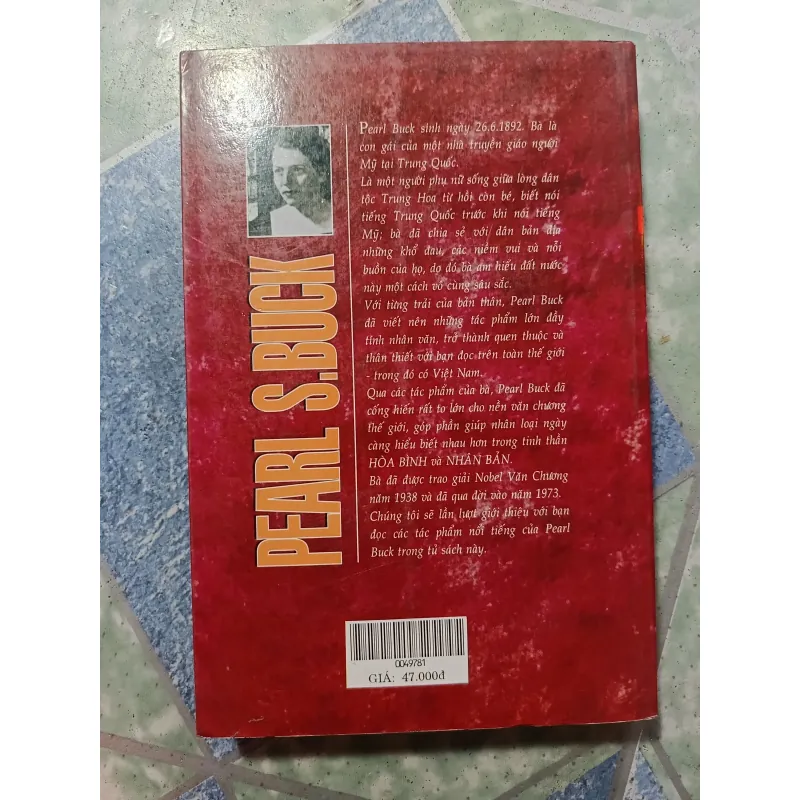 PEARL S.BUCK
Pearl Buck sinh ngày 26.6.1892. Bà là
con gái của một nhà truyền giáo người
Mỹ tại Trung Quốc.
Là một người phụ nữ sống giữa lòng dân
tộc Trung Hoa từ hồi còn bé, biết nói
tiếng Trung Quốc trước khi nói tiếng
Mỹ; bà đã chia sẻ với dân bản địa
những khổ đau, các niềm vui và nỗi
buồn của họ, do đó bà am hiểu đất nước
này một cách vô cùng sâu sắc.
Với từng trải của bản thân, Pearl Buck
đã viết nên những tác phẩm lớn đầy
tính nhân văn, trở thành quen thuộc và
thân thiết với bạn đọc trên toàn thế giới
- trong đó có Việt Nam.
Qua các tác phẩm của bà, Pearl Buck đã
cống hiến rất to lớn cho nền văn chương
thế giới, góp phần giúp nhân loại ngày
càng hiểu biết nhau hơn trong tinh thần
HÒA BÌNH và NHÂN BẢN.
Bà đã được trao giải Nobel Văn Chương
năm 1938 và đã qua đời vào năm 1973.
Chúng tôi sẽ lần lượt giới thiệu với bạn
đọc các tác phẩm nổi tiếng của Pearl
Buck trong tủ sách này.
0049781
GIÁ: 47.000đ